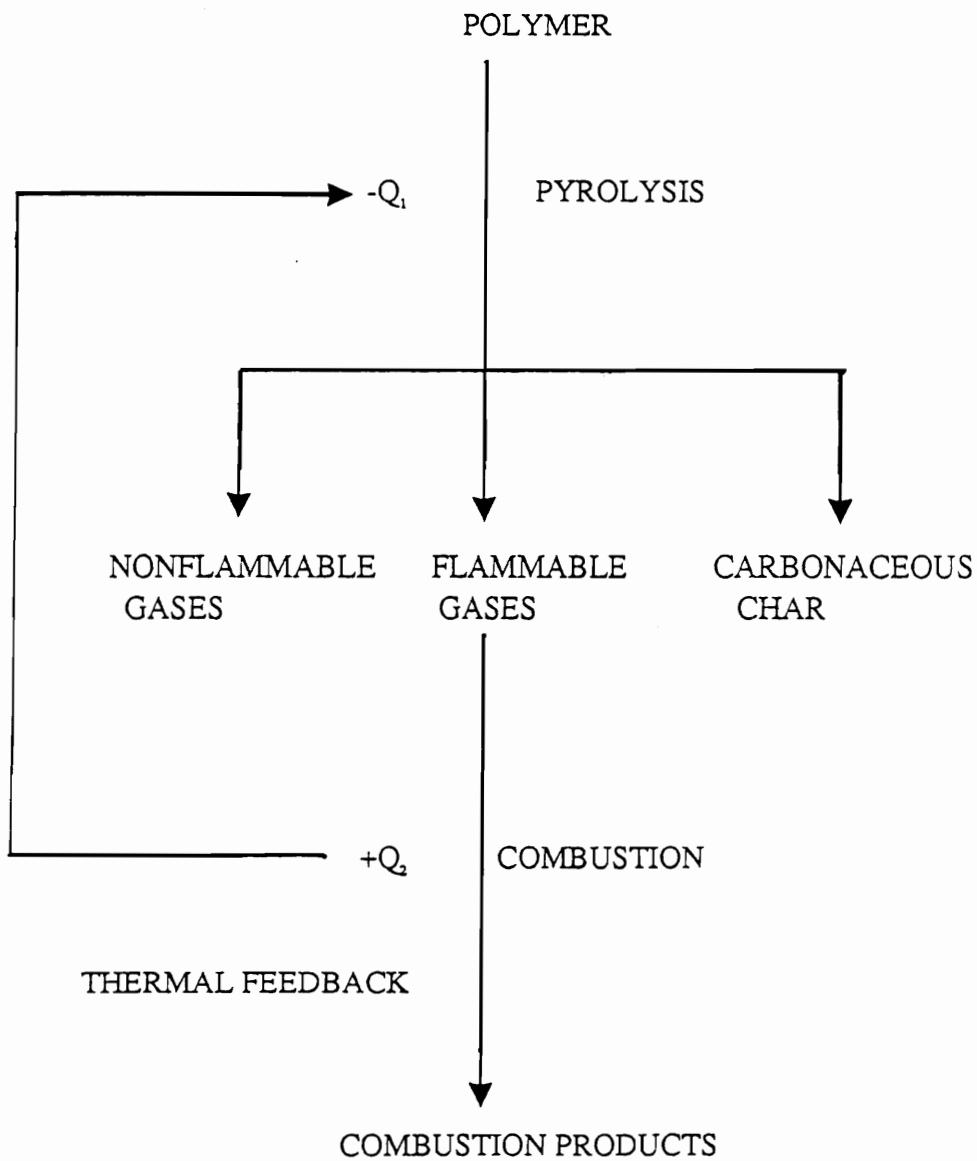 POLYMER
-Q₁ PYROLYSIS
NONFLAMMABLE GASES
FLAMMABLE GASES
CARBONACEOUS CHAR
+Q₂ COMBUSTION
THERMAL FEEDBACK
COMBUSTION PRODUCTS